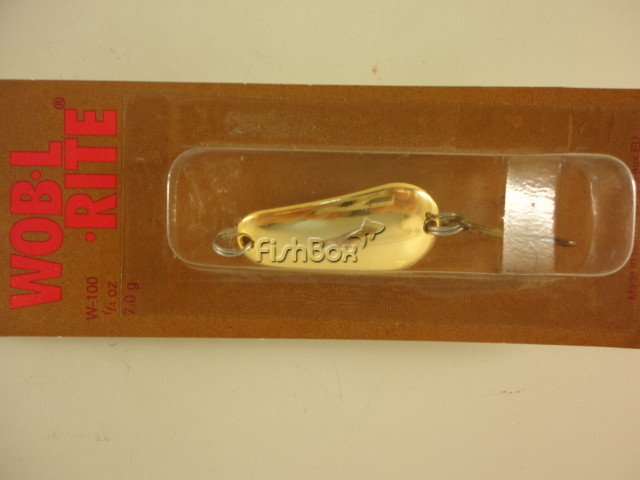 WOB·L
·RITE®
W-100
1/4 oz
7.0 g
FishBox